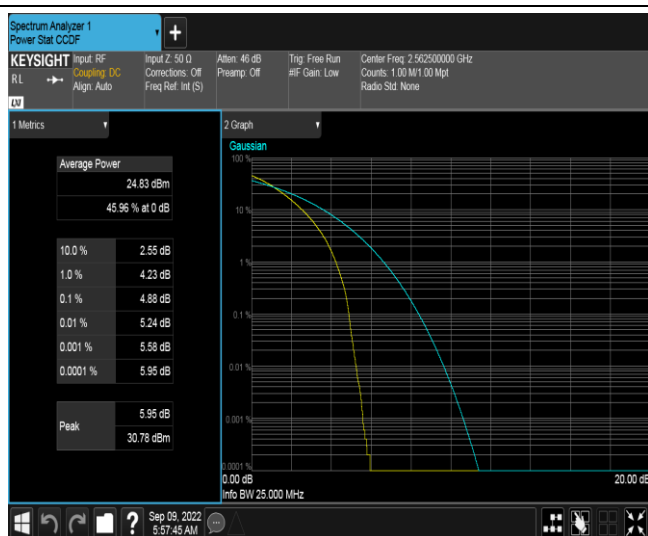 Spectrum Analyzer 1
Power Stat CCDF
+
KEYSIGHT Input: RF Input Z: 50 Ω Atten: 46 dB Trig: Free Run Center Freq: 2.562500000 GHz
RL Coupling: DC Corrections: Off Preamp: Off #IF Gain: Low Counts: 1.00 M/1.00 Mpt
Align: Auto Freq Ref: Int (S) Radio Std: None
LXI
1 Metrics 2 Graph
Gaussian
Average Power
24.83 dBm
45.96 % at 0 dB
10.0 % 2.55 dB
1.0 % 4.23 dB
0.1 % 4.88 dB
0.01 % 5.24 dB
0.001 % 5.58 dB
0.0001 % 5.95 dB
Peak 5.95 dB
30.78 dBm
100 %
10 %
1 %
0.1 %
0.01 %
0.001 %
0.0001 %
0.00 dB 20.00 dB
Info BW 25.000 MHz
? Sep 09, 2022
5:57:45 AM